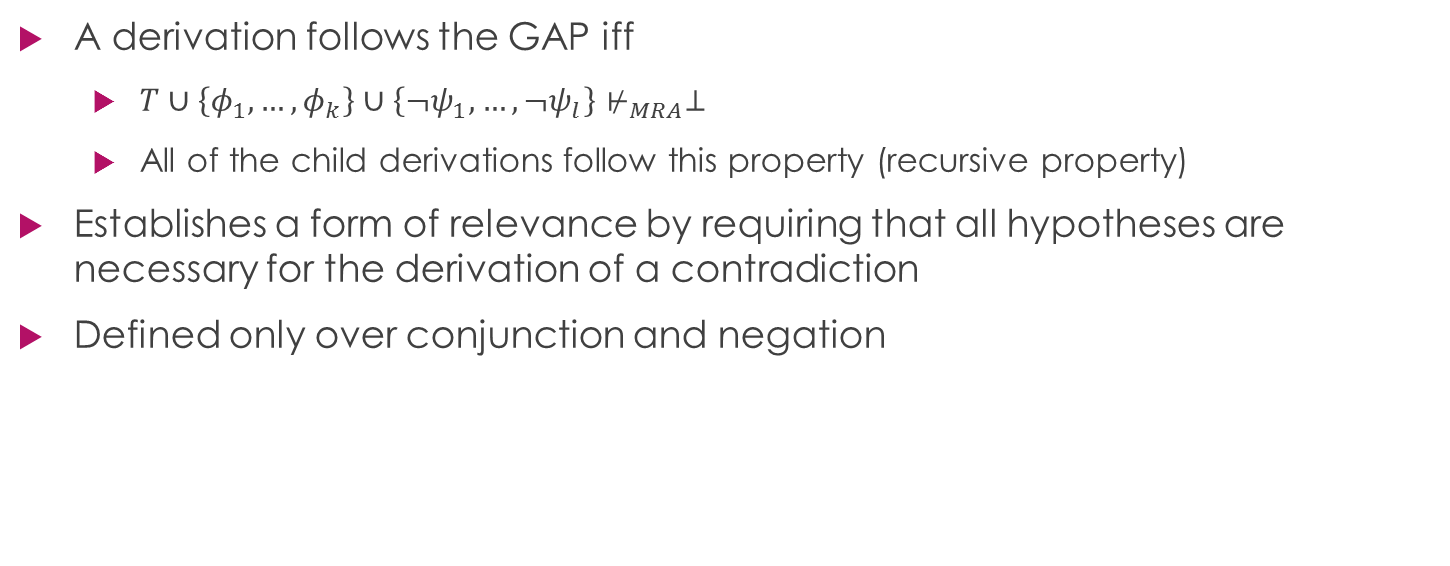 A derivation follows the GAP iff
𝑇 ∪ {𝜙₁, … , 𝜙ₖ} ∪ {¬𝜓₁, … , ¬𝜓ₗ} ⊬_𝑀𝑅𝐴 ⊥
All of the child derivations follow this property (recursive property)
Establishes a form of relevance by requiring that all hypotheses are
necessary for the derivation of a contradiction
Defined only over conjunction and negation